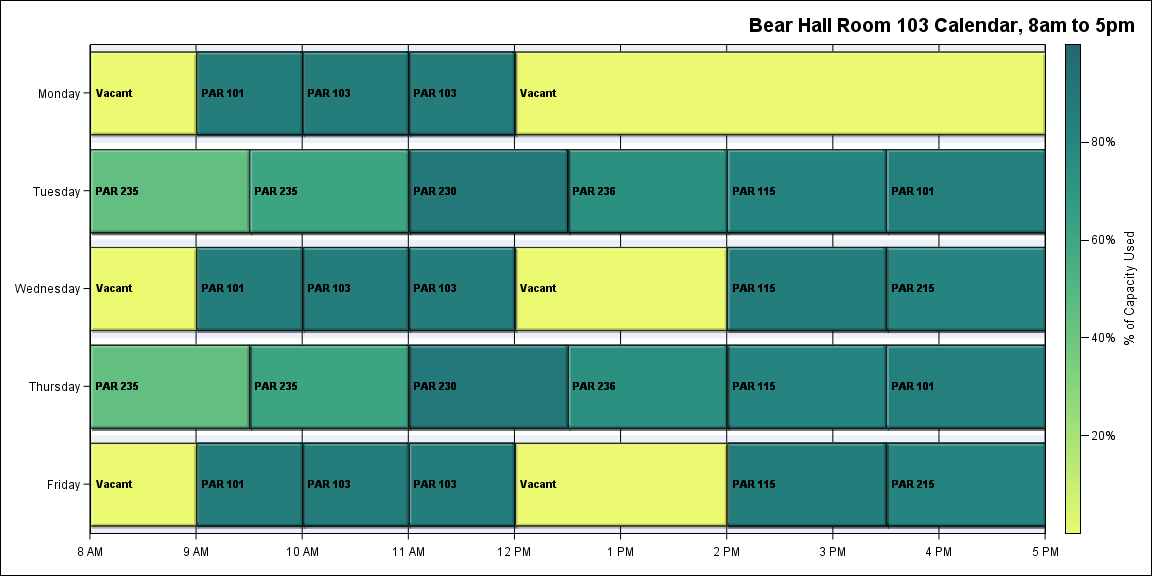 Bear Hall Room 103 Calendar, 8am to 5pm
Monday
Vacant
PAR 101
PAR 103
PAR 103
Vacant
Tuesday
PAR 235
PAR 235
PAR 230
PAR 236
PAR 115
PAR 101
Wednesday
Vacant
PAR 101
PAR 103
PAR 103
Vacant
PAR 115
PAR 215
Thursday
PAR 235
PAR 235
PAR 230
PAR 236
PAR 115
PAR 101
Friday
Vacant
PAR 101
PAR 103
PAR 103
Vacant
PAR 115
PAR 215
8 AM
9 AM
10 AM
11 AM
12 PM
1 PM
2 PM
3 PM
4 PM
5 PM
80%
60%
40%
20%
% of Capacity Used